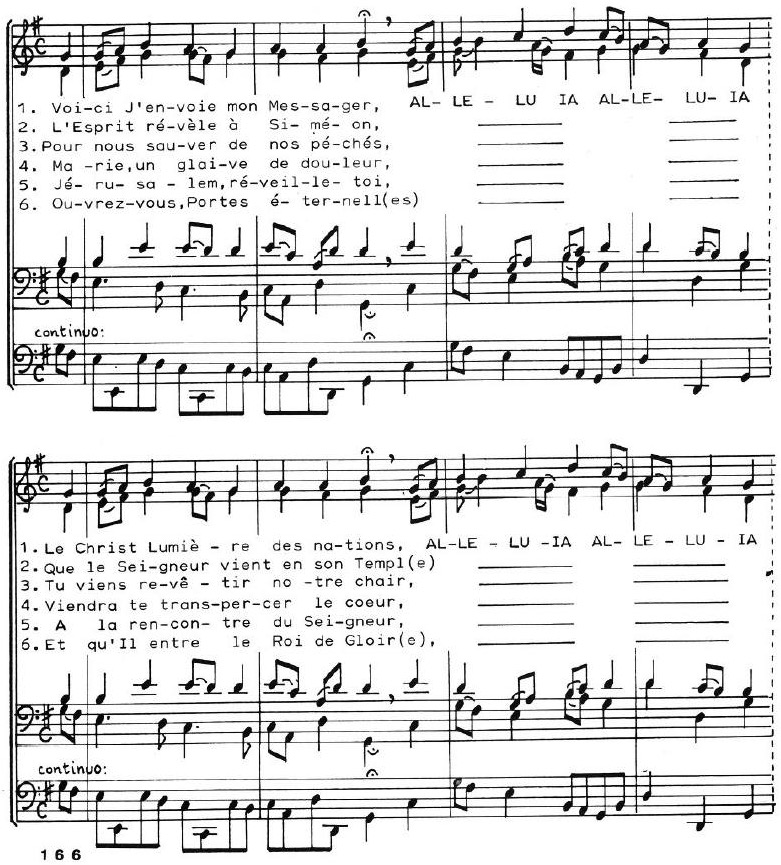 1. Voi-ci J'en-voie mon Mes-sa-ger, AL-LE - LU IA AL-LE- LU- IA
2. L'Esprit ré-vèle à Si- mé- on,
3.Pour nous sau-ver de nos pé-chés,
4. Ma -rie,un glai-ve de dou-leur,
5. Jé- ru- sa - lem,ré-veil-le- toi,
6. Ou-vrez-vous,Portes é- ter-nell(es)
continuo:
1.Le Christ Lumiè - re des na-tions, AL-LE - LU -IA AL- LE - LU - IA
2.Que le Sei-gneur vient en son Templ(e)
3.Tu viens re-vê - tir no -tre chair,
4.Viendra te trans-per-cer le coeur,
5. A la ren-con- tre du Sei-gneur,
6.Et qu'Il entre le Roi de Gloir(e),
continuo:
166